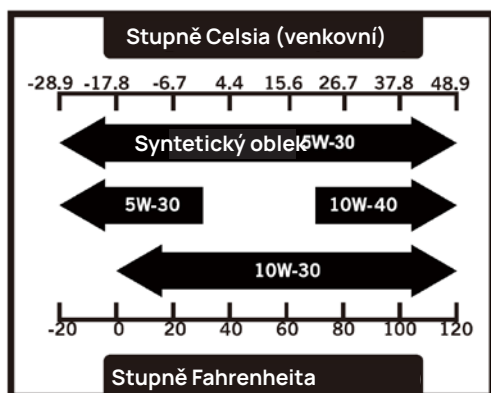 Stupně Celsia (venkovní)
-28.9 -17.8 -6.7 4.4 15.6 26.7 37.8 48.9
Syntetický oblek 5W-30
5W-30 10W-40
10W-30
-20 0 20 40 60 80 100 120
Stupně Fahrenheita